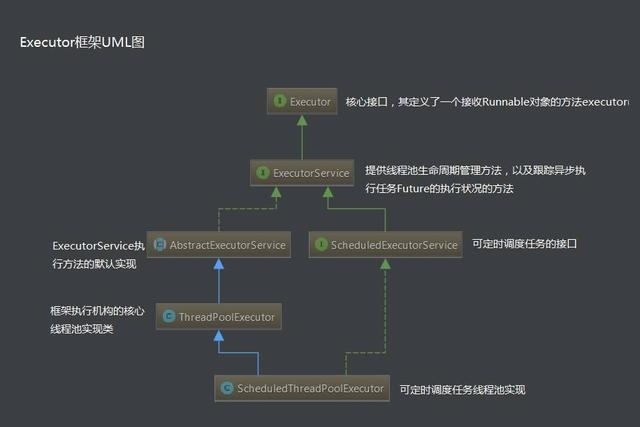 Executor框架UML图
Executor
核心接口，其定义了一个接收Runnable对象的方法executor(
ExecutorService
提供线程池生命周期管理方法，以及跟踪异步执
行任务Future的执行状况的方法
ExecutorService执
行方法的默认实现
AbstractExecutorService
ScheduledExecutorService
可定时调度任务的接口
框架执行机构的核心
线程池实现类
ThreadPoolExecutor
ScheduledThreadPoolExecutor
可定时调度任务线程池实现